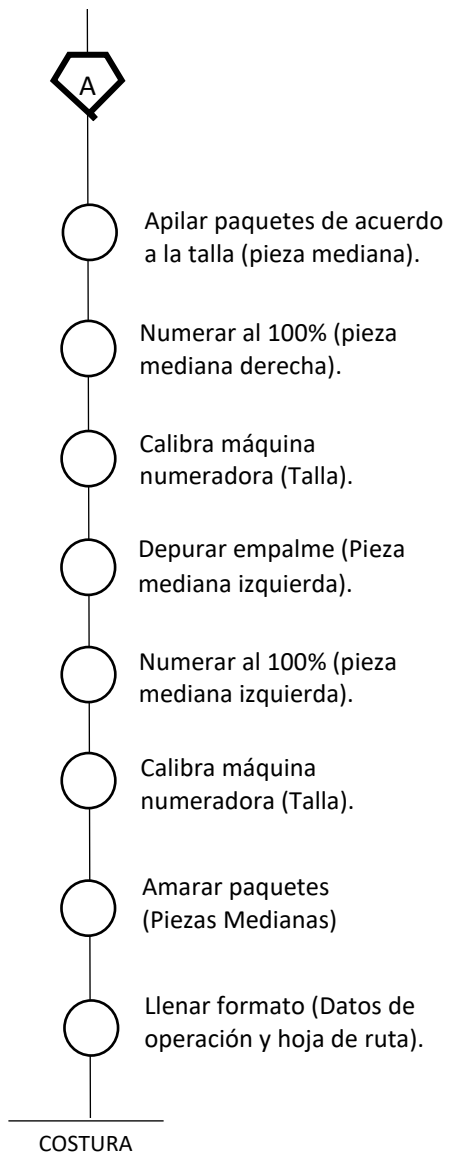 A
Apilar paquetes de acuerdo
a la talla (pieza mediana).
Numerar al 100% (pieza
mediana derecha).
Calibra máquina
numeradora (Talla).
Depurar empalme (Pieza
mediana izquierda).
Numerar al 100% (pieza
mediana izquierda).
Calibra máquina
numeradora (Talla).
Amarar paquetes
(Piezas Medianas)
Llenar formato (Datos de
operación y hoja de ruta).
COSTURA